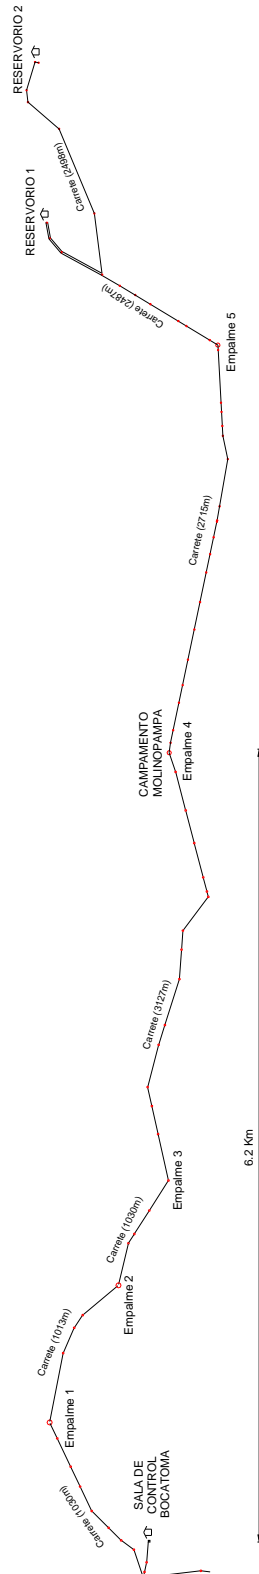 RESERVORIO 2
Carrete (2498m)
RESERVORIO 1
Carrete (2487m)
Empalme 5
Carrete (2715m)
CAMPAMENTO
MOLINOPAMPA
Empalme 4
Carrete (3127m)
6.2 Km
Empalme 3
Carrete (1030m)
Empalme 2
Carrete (1013m)
Empalme 1
Carrete (1030m)
SALA DE
CONTROL
BOCATOMA